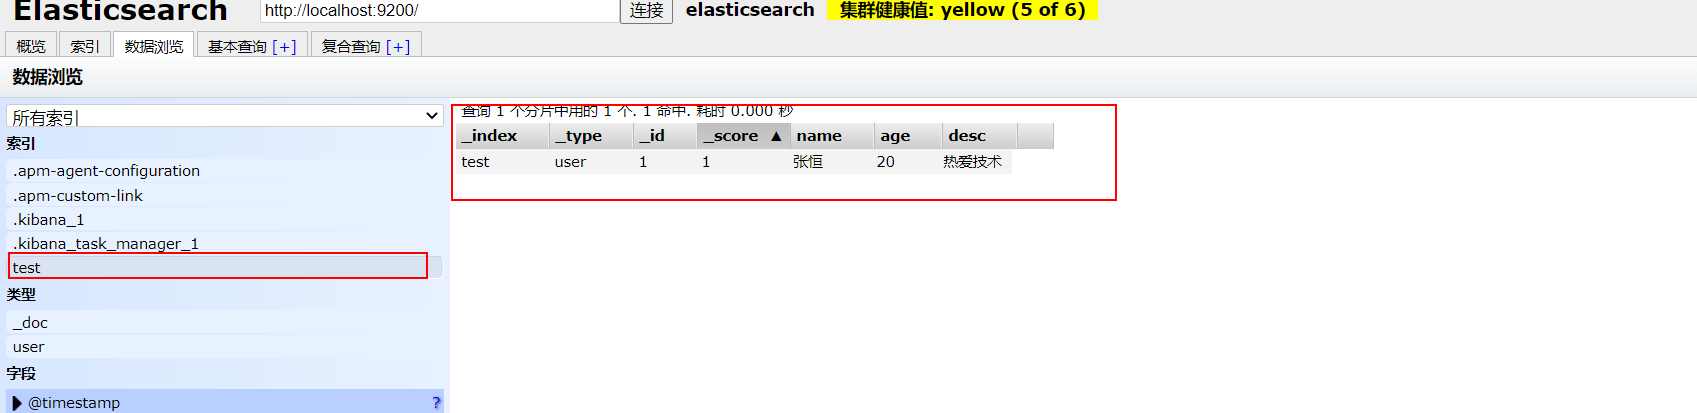 Elasticsearch http://localhost:9200/ 连接 elasticsearch 集群健康值: yellow (5 of 6)
概览 索引 数据浏览 基本查询 [+] 复合查询 [+]
数据浏览
所有索引
索引
.apm-agent-configuration
.apm-custom-link
.kibana_1
.kibana_task_manager_1
test
类型
_doc
user
字段
@timestamp ?
查询 1 个分片中用的 1 个. 1 命中. 耗时 0.000 秒
_index _type _id _score ▲ name age desc
test user 1 1 张恒 20 热爱技术